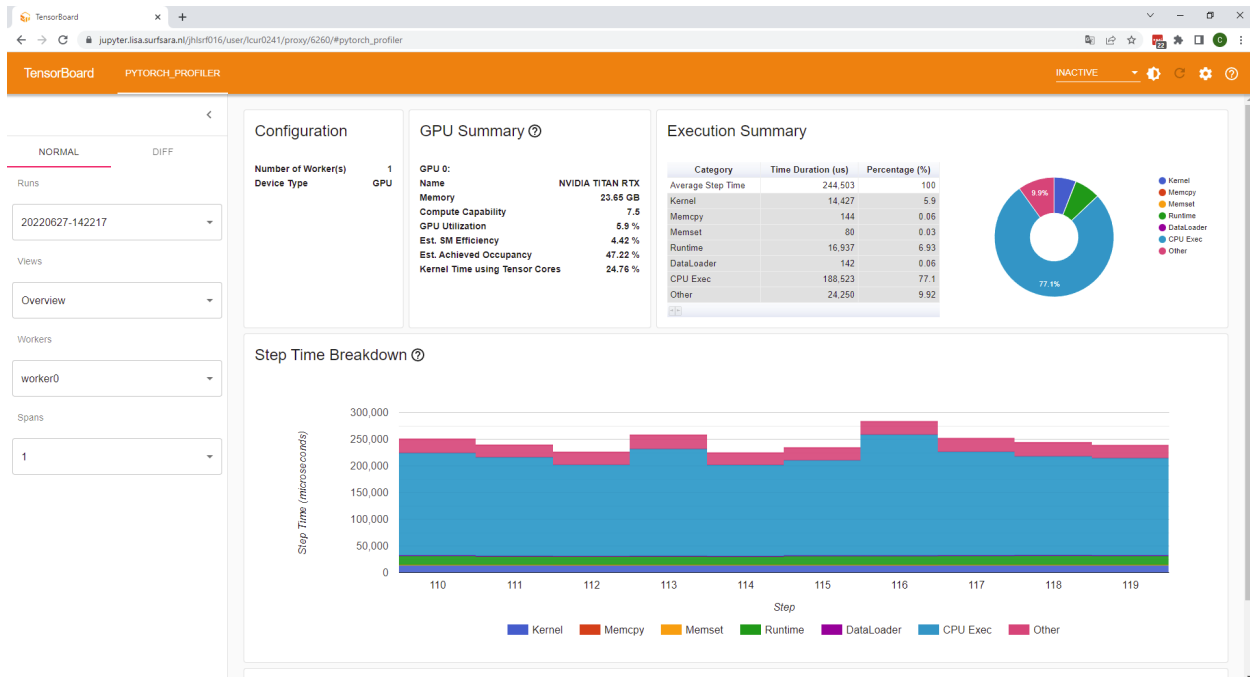 TensorBoard
jupyter.lisa.surfsara.nl/jhlsrf016/user/lcur0241/proxy/6260/#pytorch_profiler
22
C
TensorBoard
PYTORCH_PROFILER
INACTIVE
NORMAL
DIFF
Runs
20220627-142217
Views
Overview
Workers
worker0
Spans
1
Configuration
Number of Worker(s) 1
Device Type GPU
GPU Summary
GPU 0:
Name NVIDIA TITAN RTX
Memory 23.65 GB
Compute Capability 7.5
GPU Utilization 5.9 %
Est. SM Efficiency 4.42 %
Est. Achieved Occupancy 47.22 %
Kernel Time using Tensor Cores 24.76 %
Execution Summary
Category Time Duration (us) Percentage (%)
Average Step Time 244,503 100
Kernel 14,427 5.9
Memcpy 144 0.06
Memset 80 0.03
Runtime 16,937 6.93
DataLoader 142 0.06
CPU Exec 188,523 77.1
Other 24,250 9.92
9.9%
77.1%
Kernel
Memcpy
Memset
Runtime
DataLoader
CPU Exec
Other
Step Time Breakdown
Step Time (microseconds)
300,000
250,000
200,000
150,000
100,000
50,000
0
110 111 112 113 114 115 116 117 118 119
Step
Kernel Memcpy Memset Runtime DataLoader CPU Exec Other